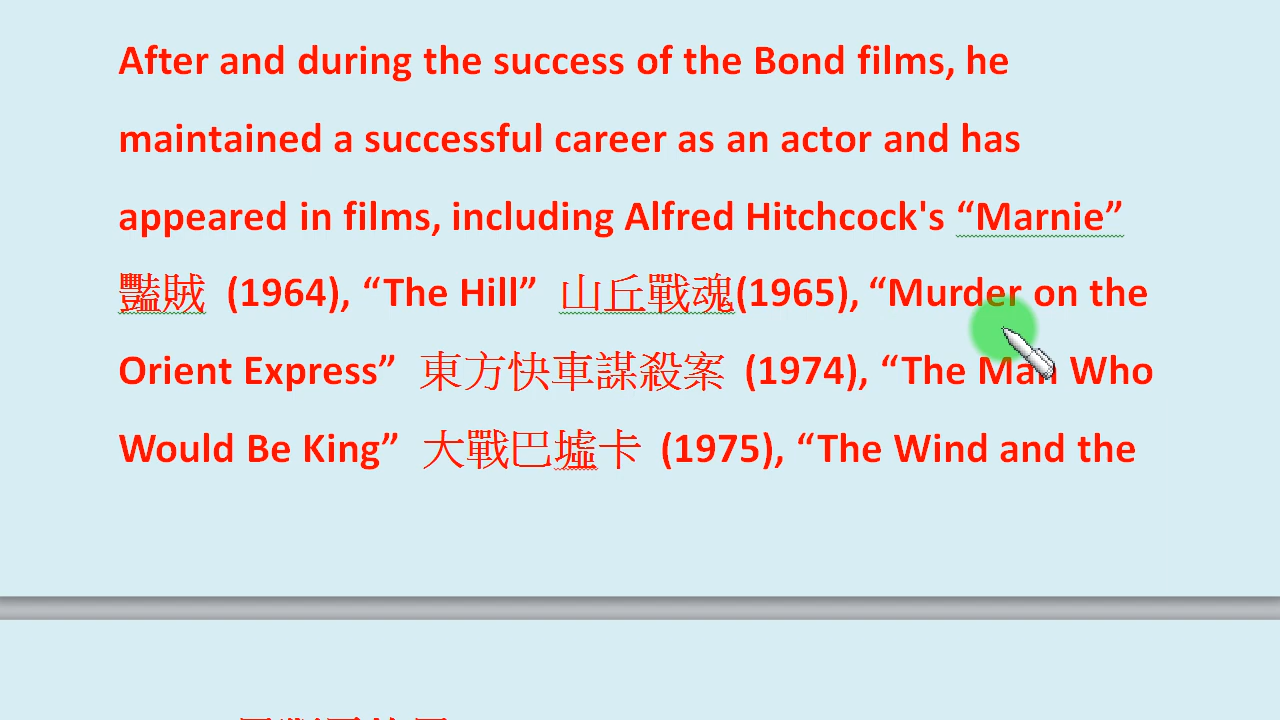 After and during the success of the Bond films, he
maintained a successful career as an actor and has
appeared in films, including Alfred Hitchcock's “Marnie”
豔賊 (1964), “The Hill” 山丘戰魂(1965), “Murder on the
Orient Express” 東方快車謀殺案 (1974), “The Man Who
Would Be King” 大戰巴墟卡 (1975), “The Wind and the